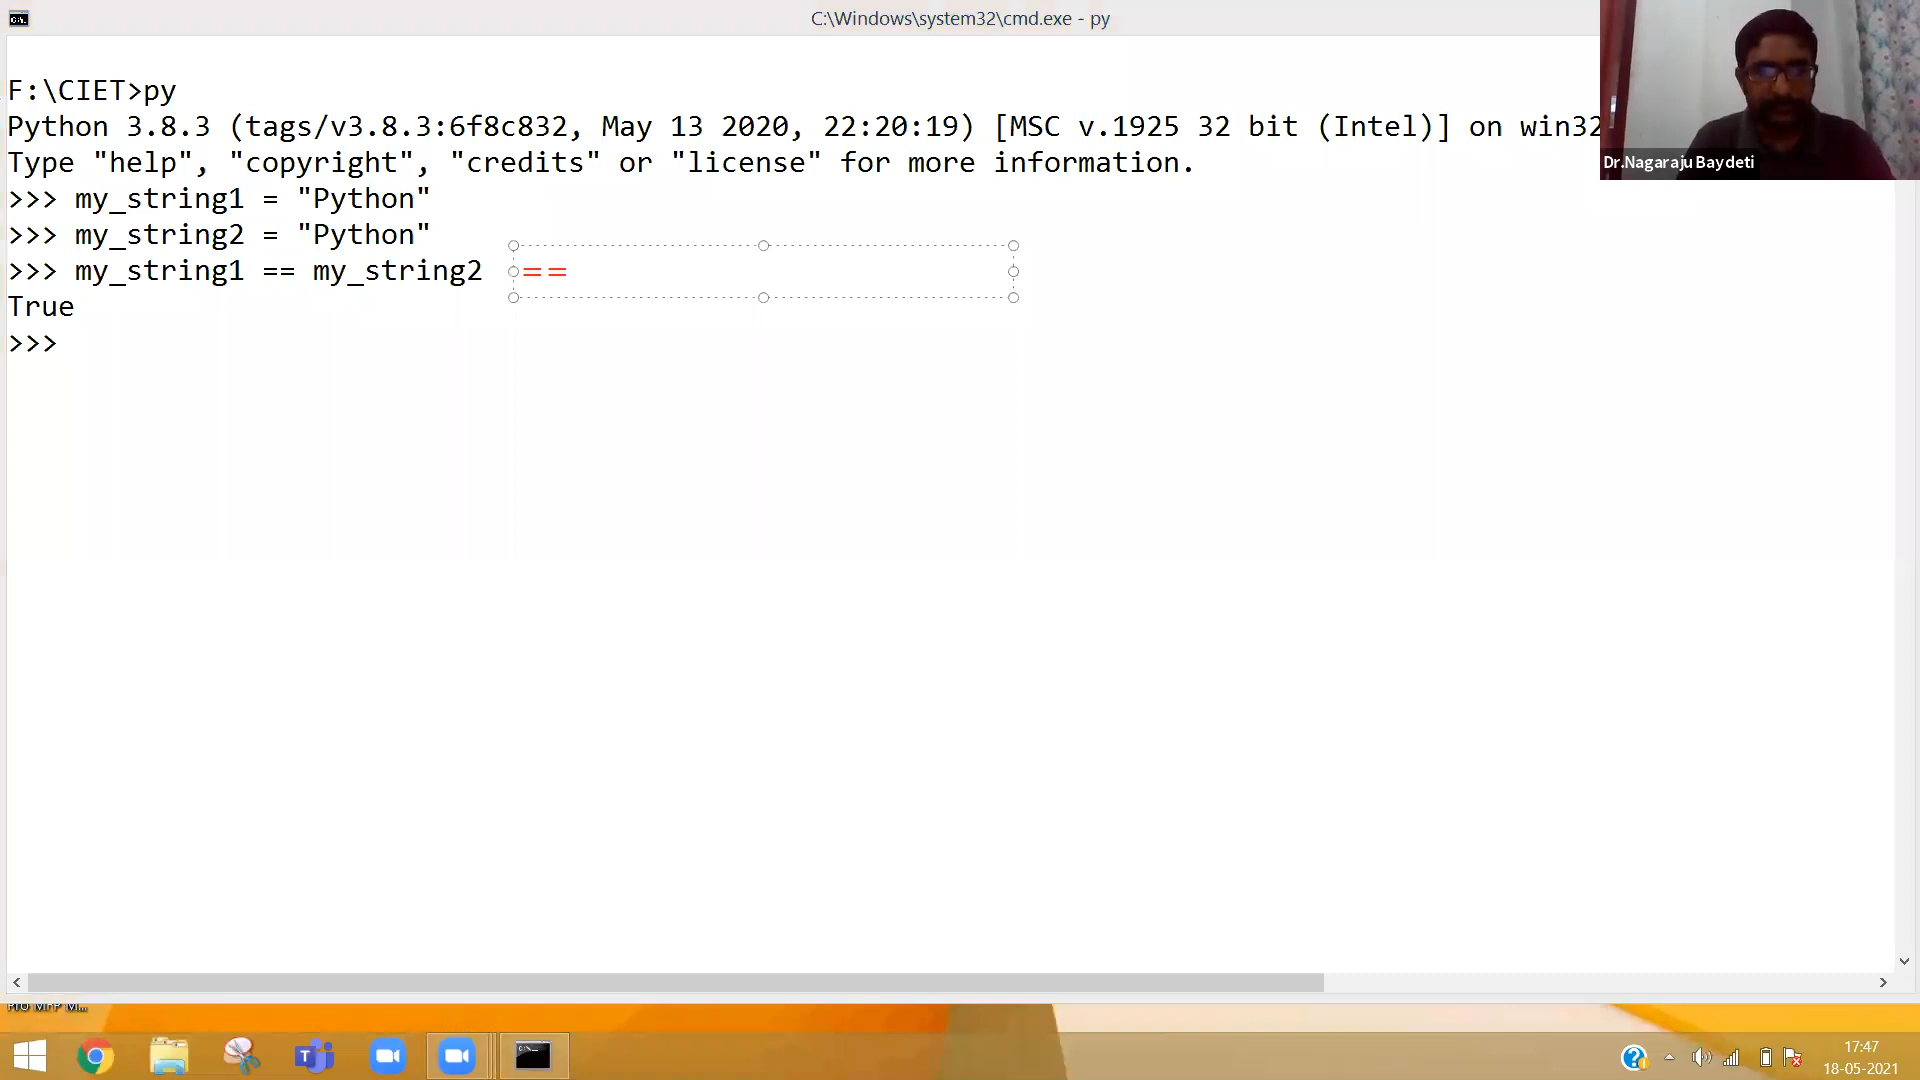 C:\Windows\system32\cmd.exe - py
F:\CIET>py
Python 3.8.3 (tags/v3.8.3:6f8c832, May 13 2020, 22:20:19) [MSC v.1925 32 bit (Intel)] on win32
Type "help", "copyright", "credits" or "license" for more information.
Dr.Nagaraju Baydeti
>>> my_string1 = "Python"
>>> my_string2 = "Python"
>>> my_string1 == my_string2 ==
True
>>>
17:47
18-05-2021